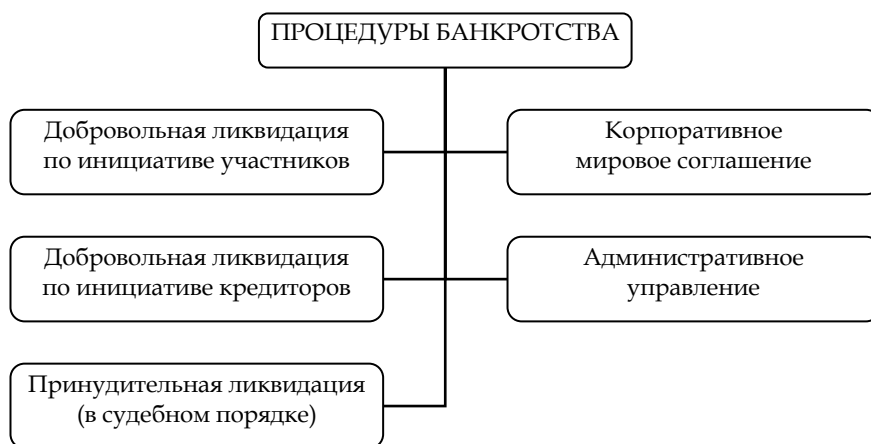 ПРОЦЕДУРЫ БАНКРОТСТВА
Добровольная ликвидация
по инициативе участников
Корпоративное
мировое соглашение
Добровольная ликвидация
по инициативе кредиторов
Административное
управление
Принудительная ликвидация
(в судебном порядке)